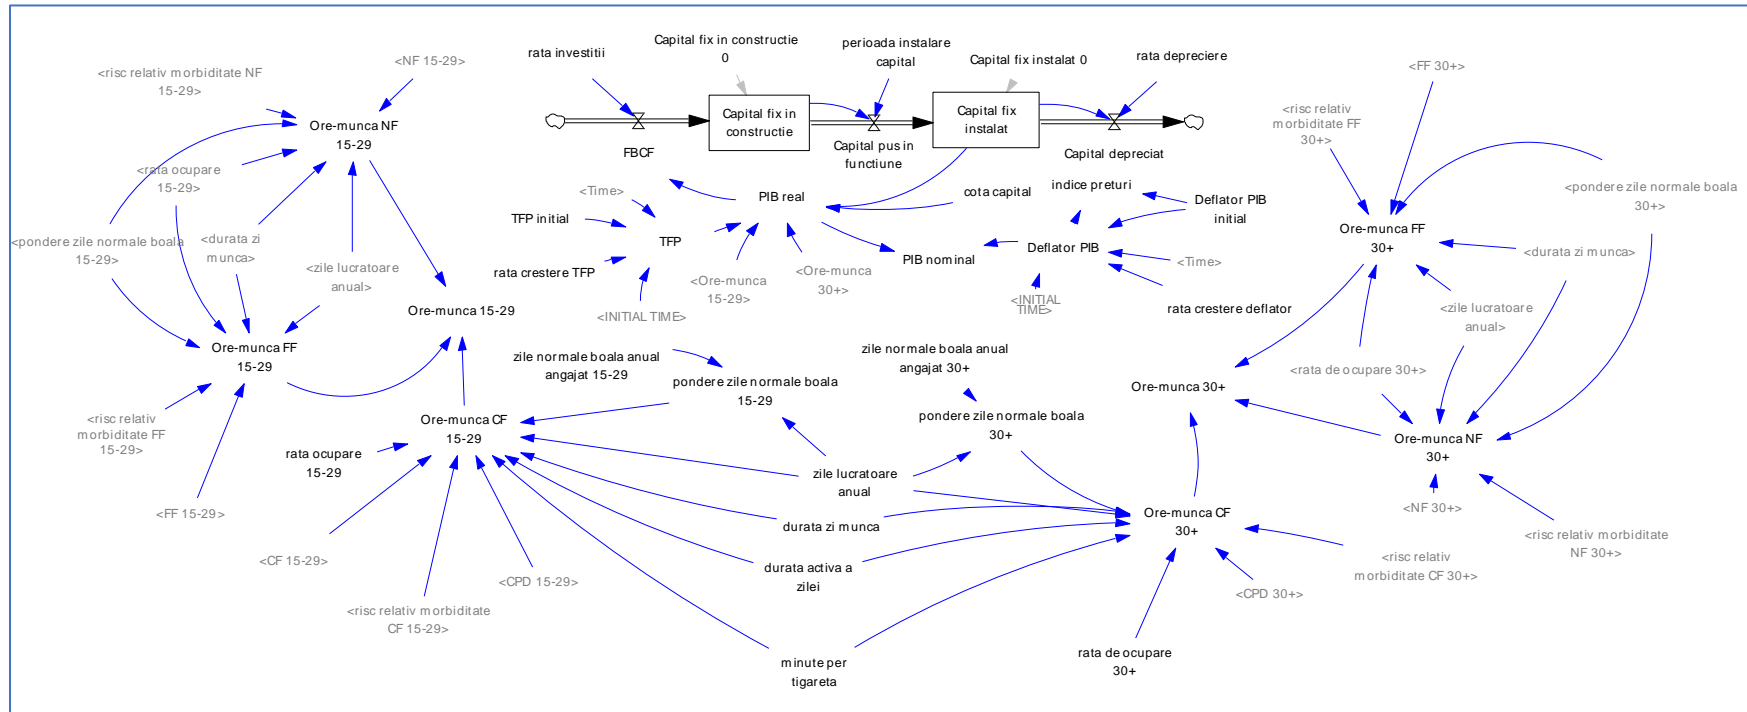 <NF 15-29>
<risc relativ morbiditate NF
15-29>
Ore-munca NF
15-29
<rata ocupare
15-29>
<pondere zile normale boala
15-29>
<durata zi
munca>
<zile lucratoare
anual>
Ore-munca 15-29
Ore-munca FF
15-29
<risc relativ
morbiditate FF
15-29>
<FF 15-29>
rata investitii
Capital fix in constructie
0
perioada instalare
capital
Capital fix instalat 0
rata depreciere
Capital fix in
constructie
Capital fix
instalat
FBCF
Capital pus in
functiune
Capital depreciat
<Time>
PIB real
cota capital
indice preturi
Deflator PIB
initial
TFP initial
TFP
PIB nominal
Deflator PIB
<Time>
rata crestere TFP
<Ore-munca
15-29>
<Ore-munca
30+>
<INITIAL TIME>
<INITIAL
TIME>
rata crestere deflator
zile normale boala anual
angajat 15-29
pondere zile normale boala
15-29
zile normale boala anual
angajat 30+
pondere zile normale boala
30+
Ore-munca CF
15-29
rata ocupare
15-29
<CF 15-29>
<risc relativ morbiditate
CF 15-29>
<CPD 15-29>
zile lucratoare
anual
durata zi munca
durata activa a
zilei
minute per
tigareta
<FF 30+>
<risc relativ
morbiditate FF
30+>
<pondere zile normale boala
30+>
Ore-munca FF
30+
<durata zi munca>
<zile lucratoare
anual>
<rata de ocupare 30+>
Ore-munca 30+
Ore-munca NF
30+
<NF 30+>
<risc relativ morbiditate
NF 30+>
Ore-munca CF
30+
<risc relativ
morbiditate CF 30+>
<CPD 30+>
rata de ocupare
30+